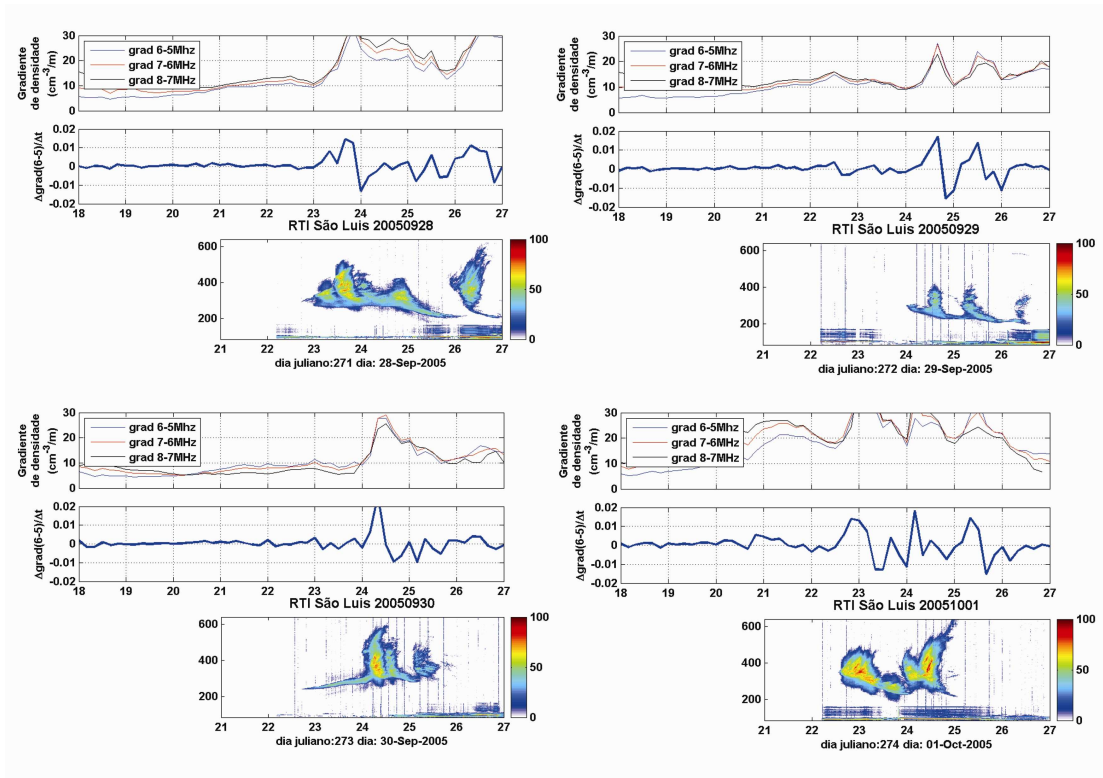 Gradiente
de densidade
(cm⁻³/m)
30
20
10
0
grad 6-5Mhz
grad 7-6MHz
grad 8-7MHz
Δgrad(6-5)/Δt
0.02
0.01
0
-0.01
-0.02
18 19 20 21 22 23 24 25 26 27
RTI São Luis 20050928
600
400
200
100
50
0
21 22 23 24 25 26 27
dia juliano:271 dia: 28-Sep-2005
Gradiente
de densidade
(cm⁻³/m)
30
20
10
0
grad 6-5MHz
grad 7-6MHz
grad 8-7MHz
Δgrad(6-5)/Δt
0.02
0.01
0
-0.01
-0.02
18 19 20 21 22 23 24 25 26 27
RTI São Luis 20050929
600
400
200
100
50
0
21 22 23 24 25 26 27
dia juliano:272 dia: 29-Sep-2005
Gradiente
de densidade
(cm⁻³/m)
30
20
10
0
grad 6-5MHz
grad 7-6MHz
grad 8-7MHz
Δgrad(6-5)/Δt
0.02
0.01
0
-0.01
-0.02
18 19 20 21 22 23 24 25 26 27
RTI São Luis 20050930
600
400
200
100
50
0
21 22 23 24 25 26 27
dia juliano:273 dia: 30-Sep-2005
Gradiente
de densidade
(cm⁻³/m)
30
20
10
0
grad 6-5MHz
grad 7-6MHz
grad 8-7MHz
Δgrad(6-5)/Δt
0.02
0.01
0
-0.01
-0.02
18 19 20 21 22 23 24 25 26 27
RTI São Luis 20051001
600
400
200
100
50
0
21 22 23 24 25 26 27
dia juliano:274 dia: 01-Oct-2005